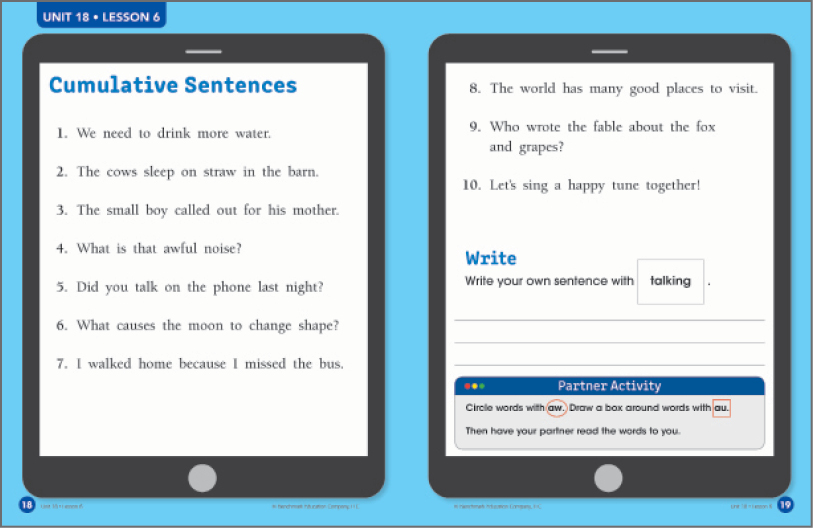 UNIT 18 • LESSON 6
Cumulative Sentences
1. We need to drink more water.
2. The cows sleep on straw in the barn.
3. The small boy called out for his mother.
4. What is that awful noise?
5. Did you talk on the phone last night?
6. What causes the moon to change shape?
7. I walked home because I missed the bus.
18 Unit 18 • Lesson 6
© Benchmark Education Company, LLC
8. The world has many good places to visit.
9. Who wrote the fable about the fox
and grapes?
10. Let's sing a happy tune together!
Write
Write your own sentence with talking .
Partner Activity
Circle words with aw. Draw a box around words with au.
Then have your partner read the words to you.
© Benchmark Education Company, LLC
Unit 18 • Lesson 6 19